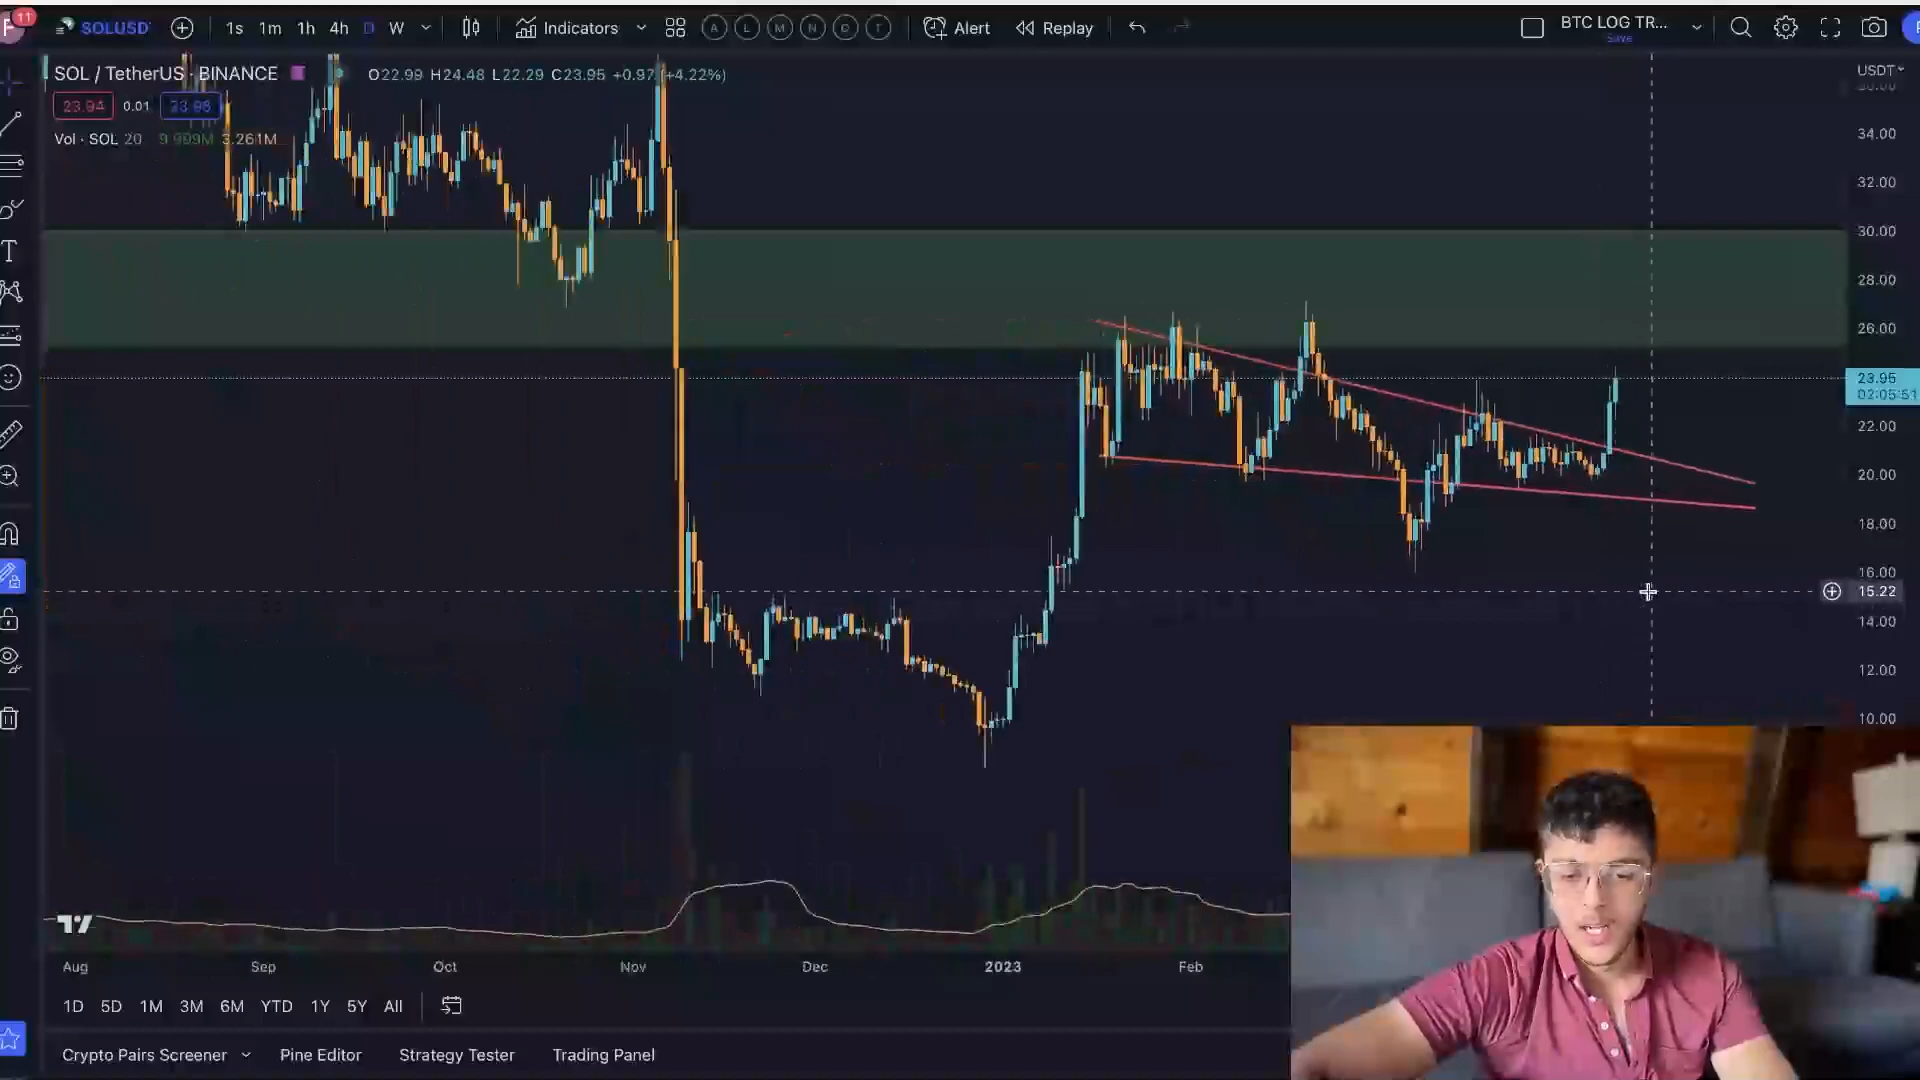 11
SOLUSD
1s 1m 1h 4h D W
Indicators
A L M N D T
Alert
Replay
BTC LOG TR...
Save
SOL / TetherUS · BINANCE
O22.99 H24.48 L22.29 C23.95 +0.97 (+4.22%)
23.94 0.01
Vol · SOL 20 9.999M 3.261M
USDT
34.00
32.00
30.00
28.00
26.00
23.95
02:05:51
22.00
20.00
18.00
16.00
15.22
14.00
12.00
10.00
Aug Sep Oct Nov Dec 2023 Feb
1D 5D 1M 3M 6M YTD 1Y 5Y All
Crypto Pairs Screener Pine Editor Strategy Tester Trading Panel